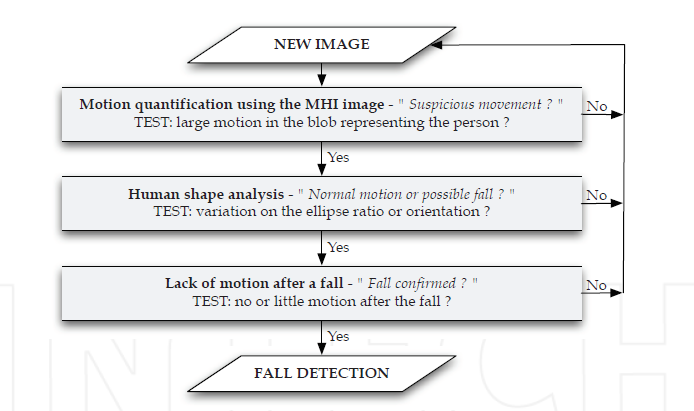 NEW IMAGE
Motion quantification using the MHI image - " Suspicious movement ? "
TEST: large motion in the blob representing the person ?
No
Yes
Human shape analysis - " Normal motion or possible fall ? "
TEST: variation on the ellipse ratio or orientation ?
No
Yes
Lack of motion after a fall - " Fall confirmed ? "
TEST: no or little motion after the fall ?
No
Yes
FALL DETECTION
INTECH